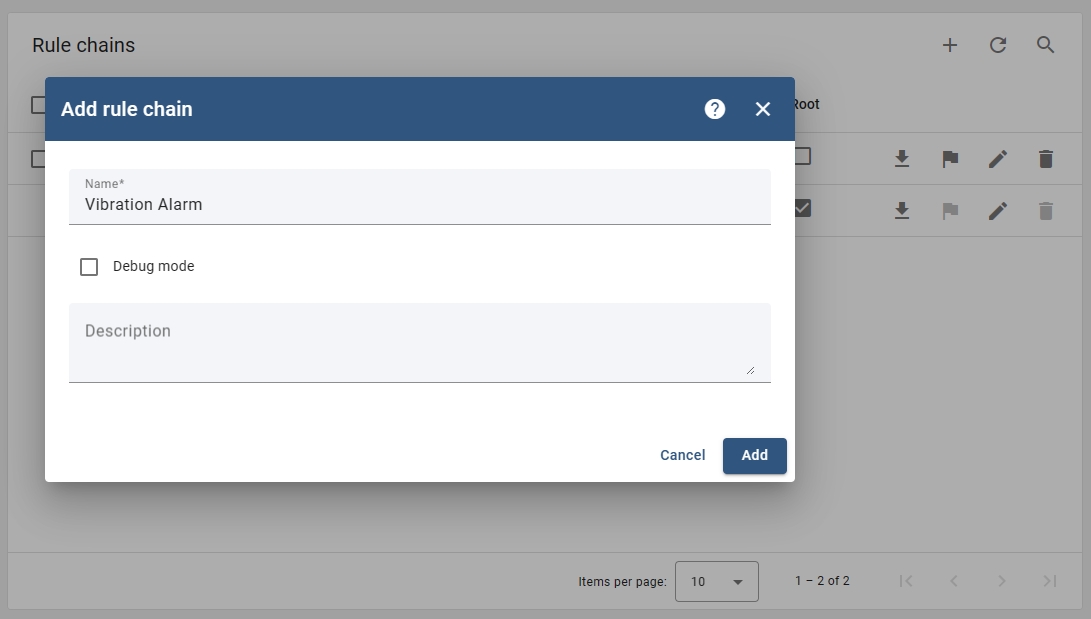 Rule chains
Root
Add rule chain
Name*
Vibration Alarm
Debug mode
Description
Cancel
Add
Items per page:
10
1 – 2 of 2